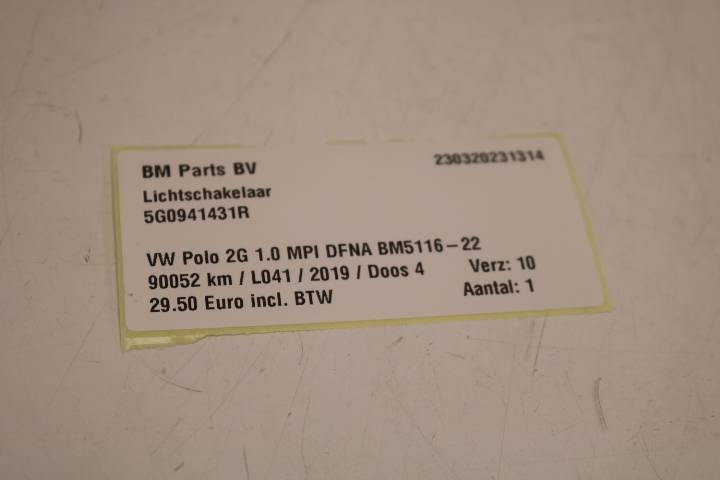 BM Parts BV 230320231314
Lichtschakelaar
5G0941431R
VW Polo 2G 1.0 MPI DFNA BM5116-22
90052 km / L041 / 2019 / Doos 4 Verz: 10
29.50 Euro incl. BTW Aantal: 1